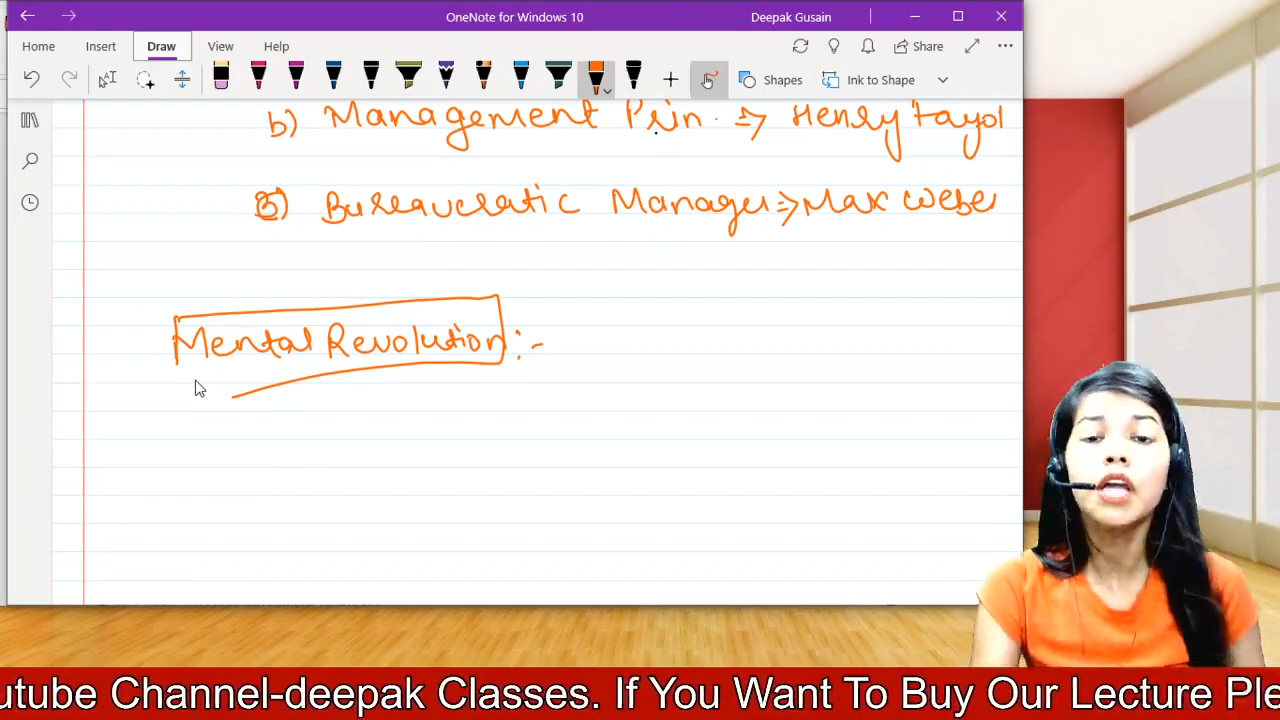 OneNote for Windows 10
Deepak Gusain
Home Insert Draw View Help
Share
Shapes
Ink to Shape
b) Management Prin. => Henry Fayol
3) Bureaucratic Manager => Max Weber
Mental Revolution :-
utube Channel-deepak Classes. If You Want To Buy Our Lecture Ple